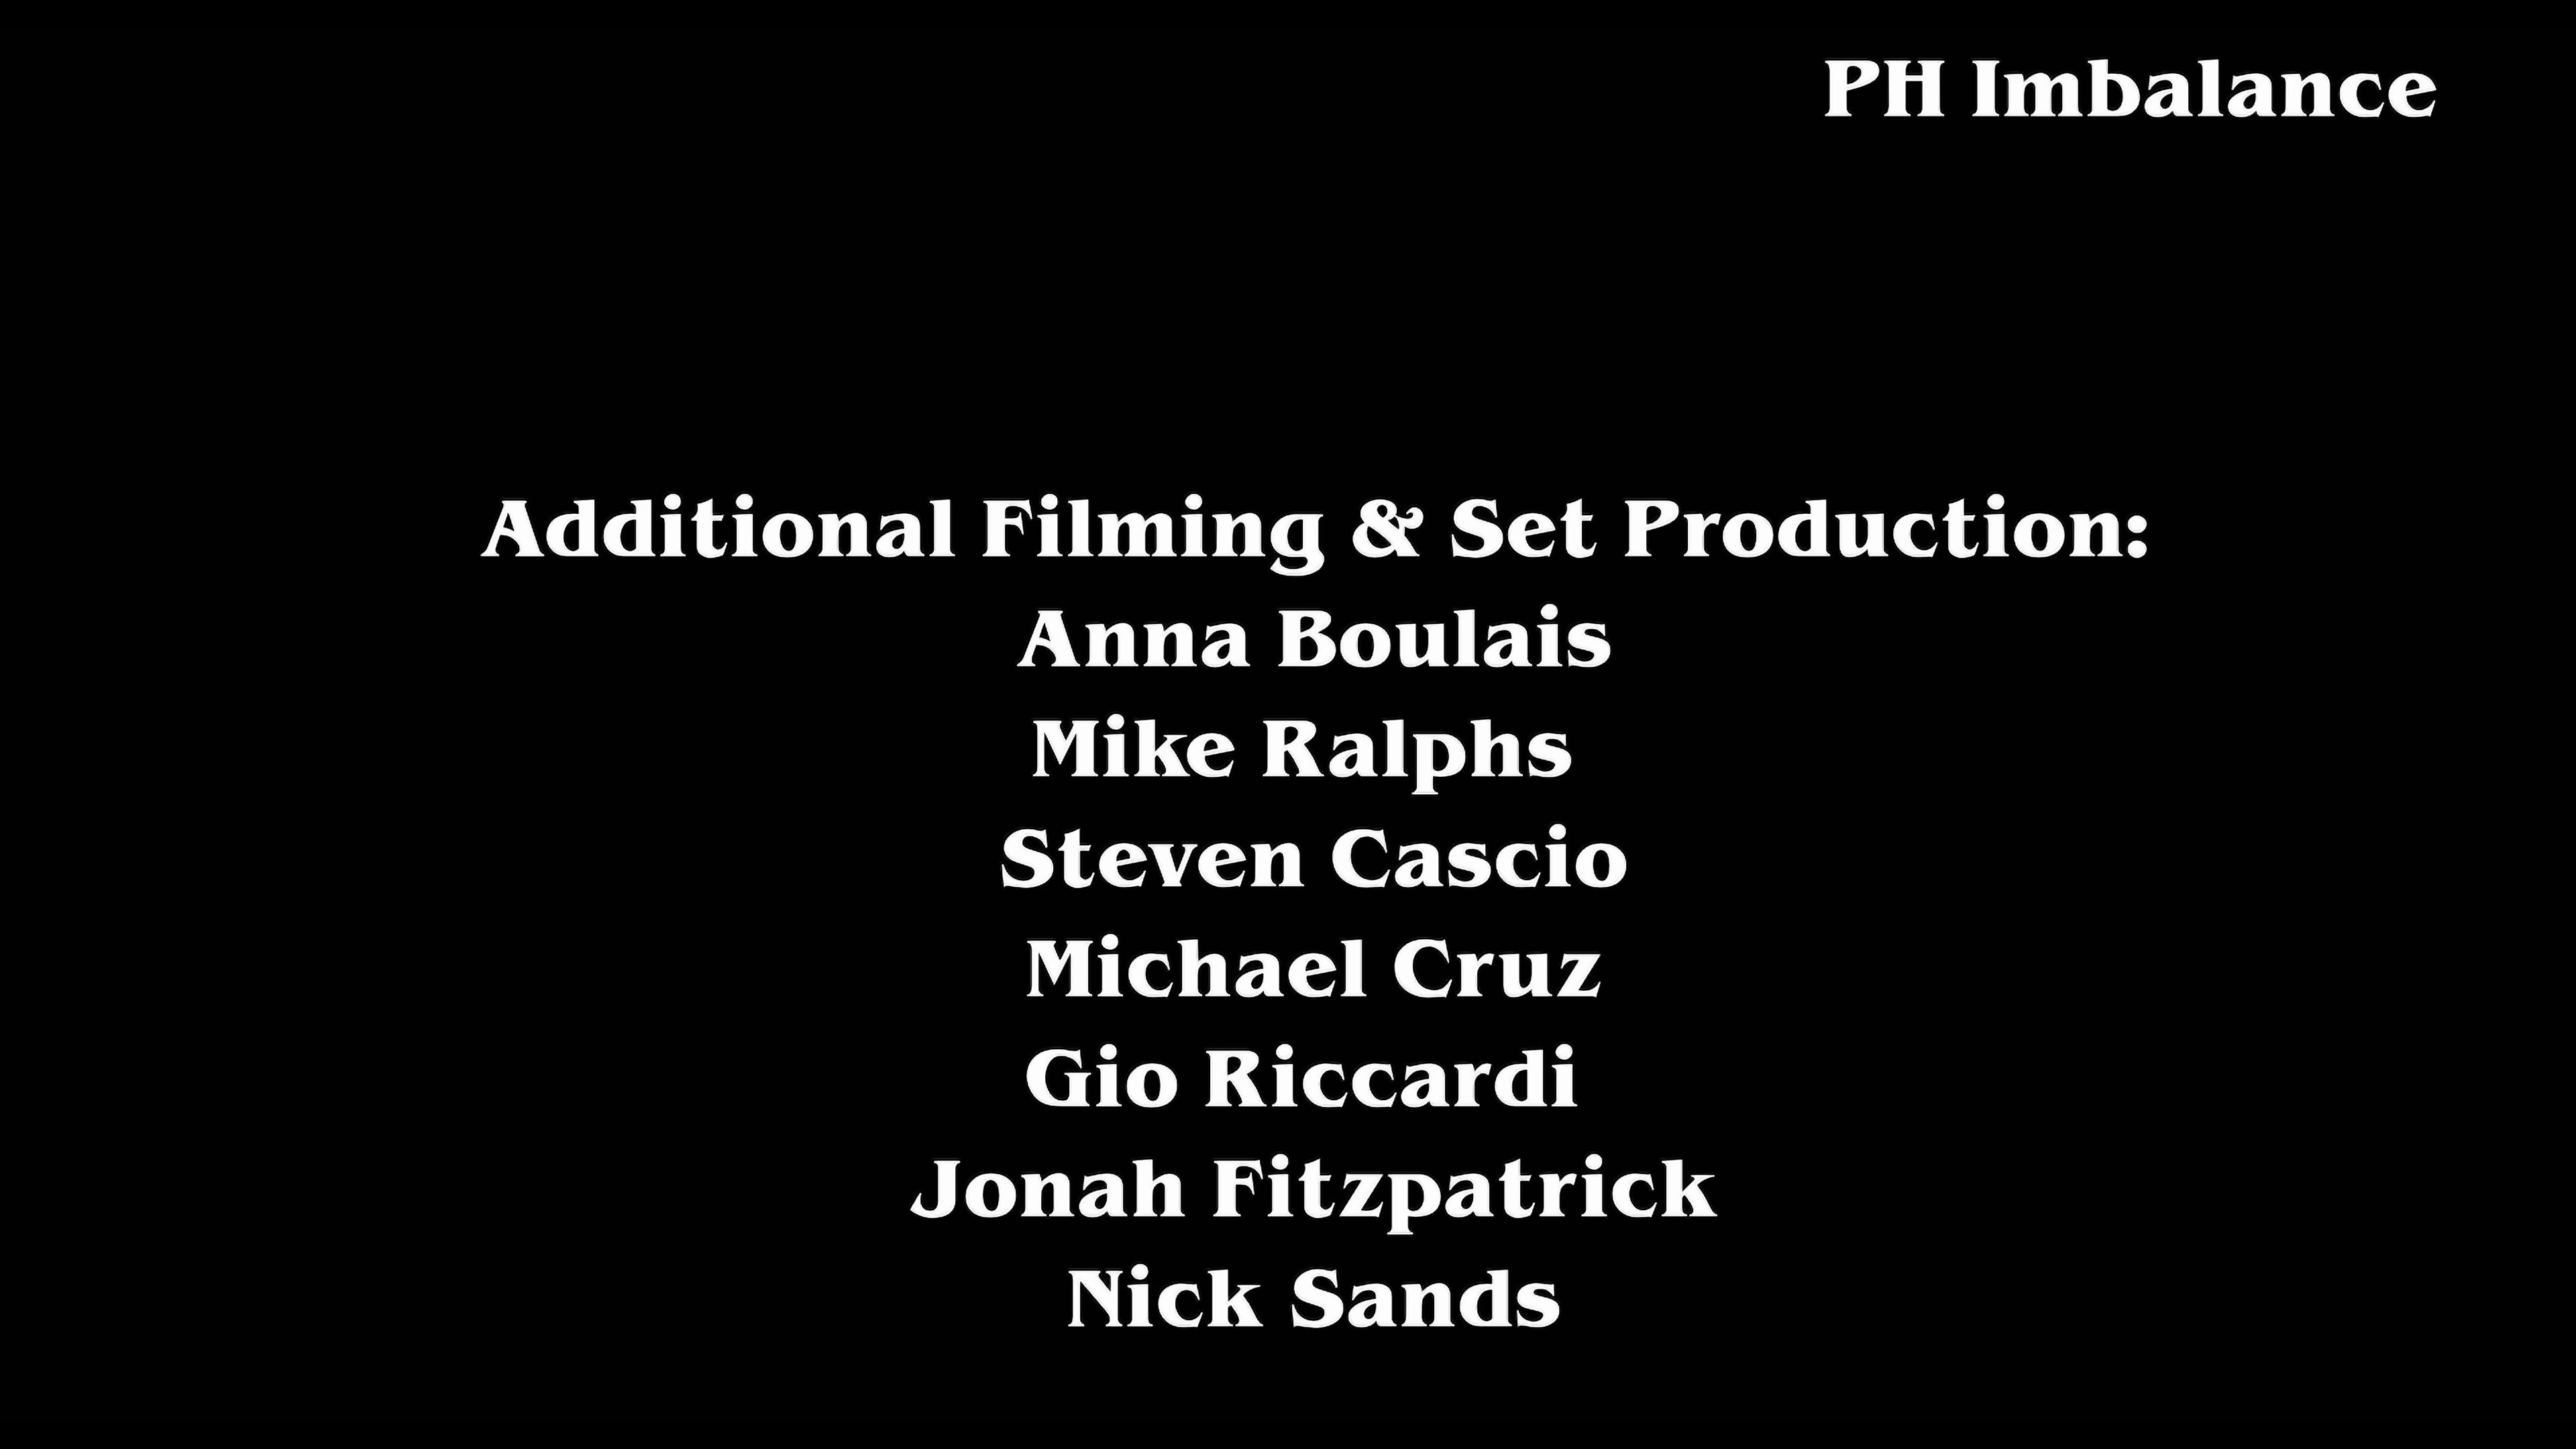 PH Imbalance
Additional Filming & Set Production:
Anna Boulais
Mike Ralphs
Steven Cascio
Michael Cruz
Gio Riccardi
Jonah Fitzpatrick
Nick Sands